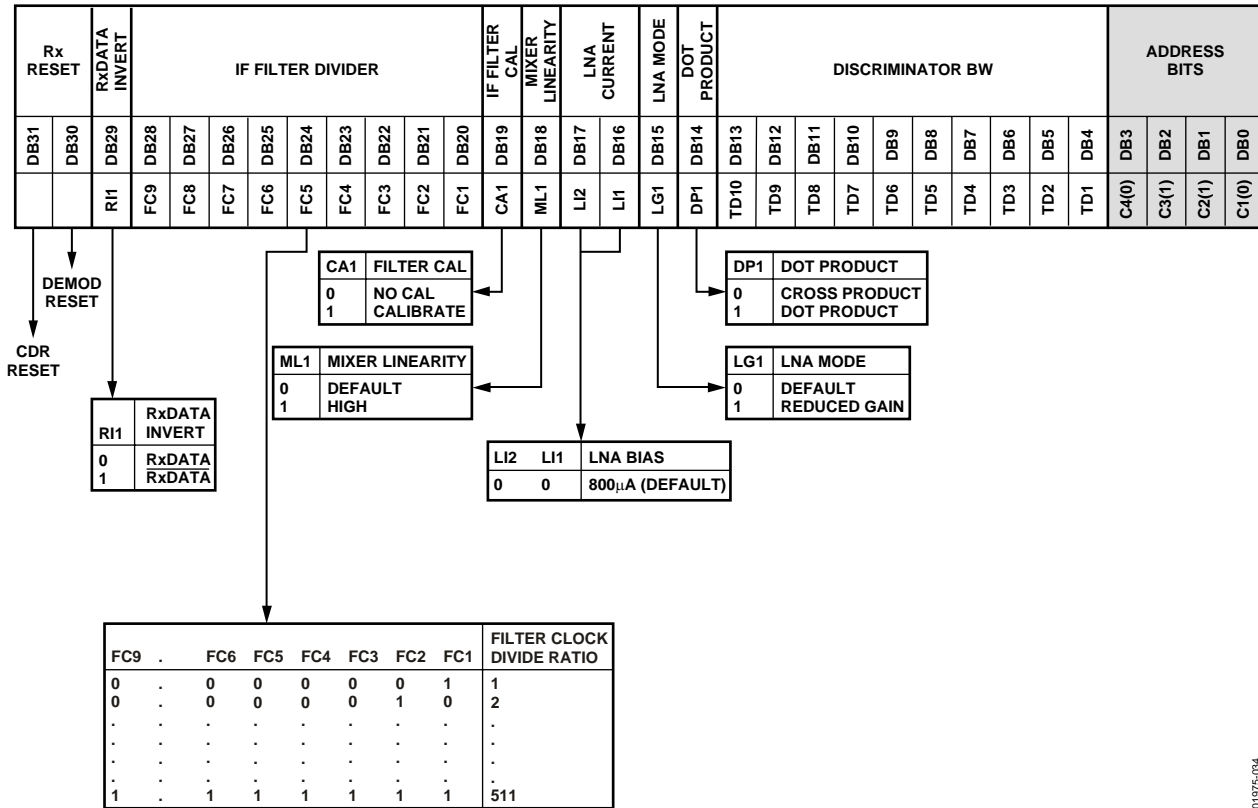 Rx RESET
RxDATA INVERT
IF FILTER DIVIDER
IF FILTER CAL
MIXER LINEARITY
LNA CURRENT
LNA MODE
DOT PRODUCT
DISCRIMINATOR BW
ADDRESS BITS
DB31 DB30 DB29 DB28 DB27 DB26 DB25 DB24 DB23 DB22 DB21 DB20 DB19 DB18 DB17 DB16 DB15 DB14 DB13 DB12 DB11 DB10 DB9 DB8 DB7 DB6 DB5 DB4 DB3 DB2 DB1 DB0
RI1 FC9 FC8 FC7 FC6 FC5 FC4 FC3 FC2 FC1 CA1 ML1 LI2 LI1 LG1 DP1 TD10 TD9 TD8 TD7 TD6 TD5 TD4 TD3 TD2 TD1 C4(0) C3(1) C2(1) C1(0)
DEMOD
RESET
CDR
RESET
CA1 FILTER CAL
0 NO CAL
1 CALIBRATE
DP1 DOT PRODUCT
0 CROSS PRODUCT
1 DOT PRODUCT
ML1 MIXER LINEARITY
0 DEFAULT
1 HIGH
LG1 LNA MODE
0 DEFAULT
1 REDUCED GAIN
RI1 RxDATA INVERT
0 RxDATA
1 RxDATA
LI2 LI1 LNA BIAS
0 0 800µA (DEFAULT)
FC9 . FC6 FC5 FC4 FC3 FC2 FC1 FILTER CLOCK DIVIDE RATIO
0 . 0 0 0 0 0 1 1
0 . 0 0 0 0 1 0 2
. . . . . . . . .
. . . . . . . . .
. . . . . . . . .
. . . . . . . . .
1 . 1 1 1 1 1 1 511
01975-034